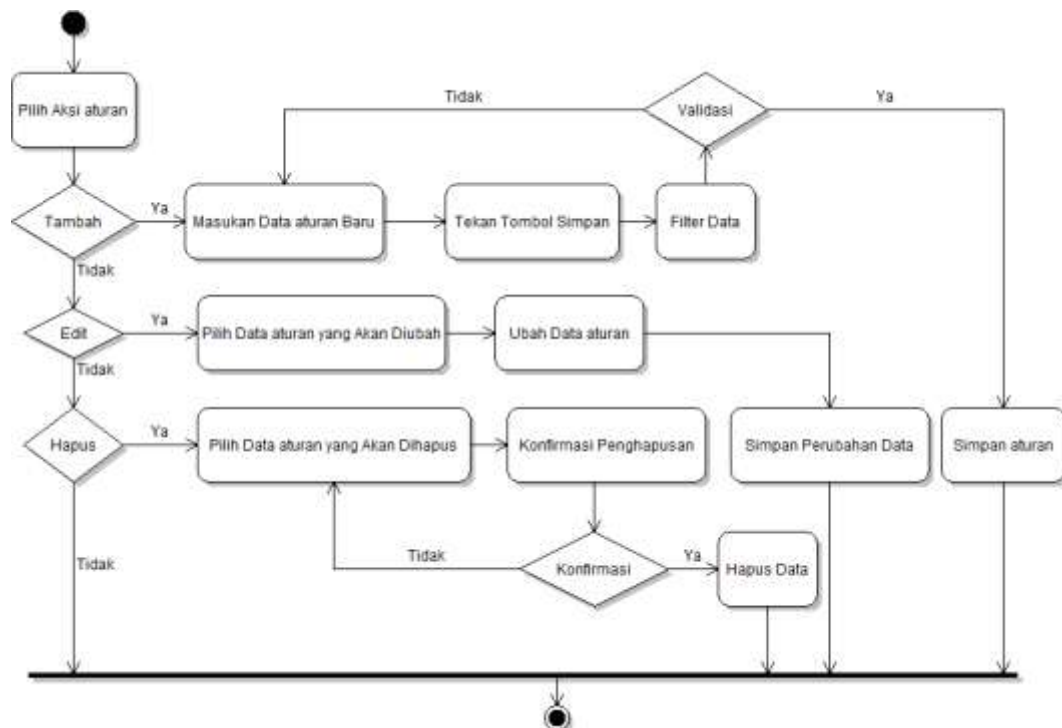 Pilih Aksi aturan
Tidak
Validasi
Ya
Tambah
Ya
Masukan Data aturan Baru
Tekan Tombol Simpan
Filter Data
Tidak
Edit
Ya
Pilih Data aturan yang Akan Diubah
Ubah Data aturan
Tidak
Hapus
Ya
Pilih Data aturan yang Akan Dihapus
Konfirmasi Penghapusan
Simpan Perubahan Data
Simpan aturan
Tidak
Tidak
Konfirmasi
Ya
Hapus Data